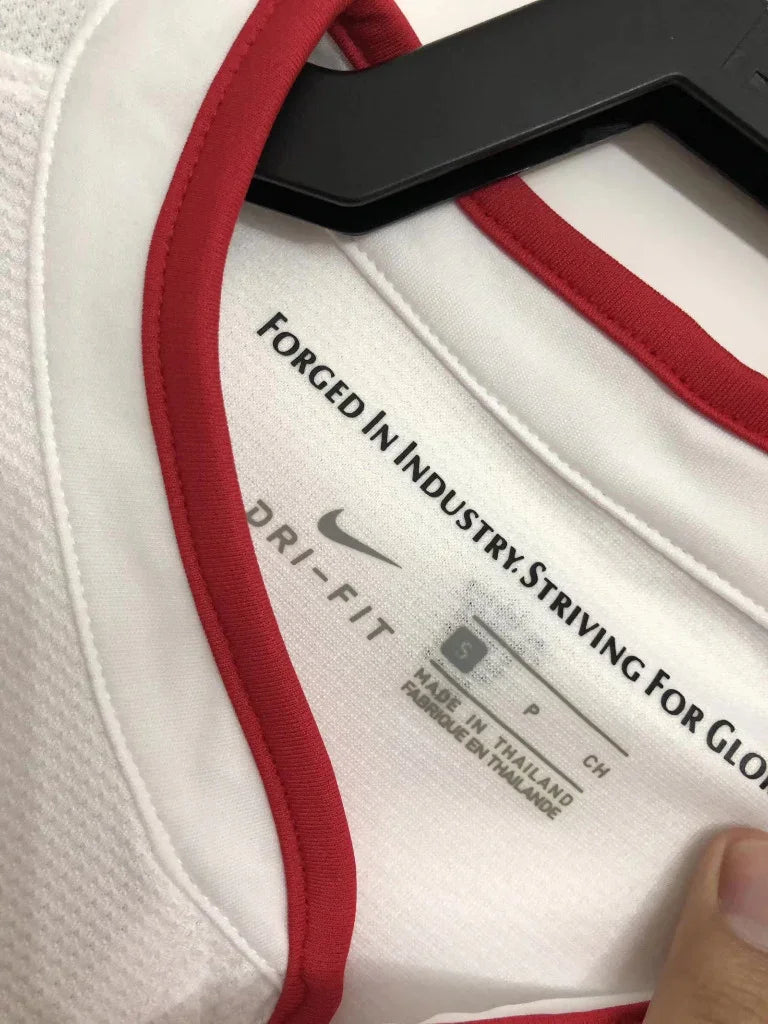 FORGED IN INDUSTRY. STRIVING FOR GLO
DRI-FIT
S P CH
MADE IN THAILAND
FABRIQUE EN THAILANDE